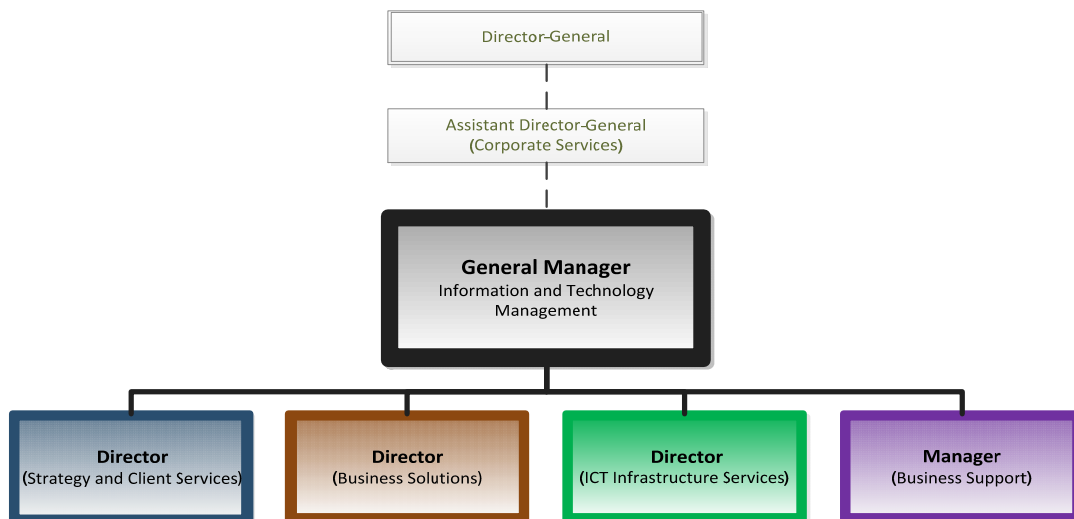 Director-General
Assistant Director-General
(Corporate Services)
General Manager
Information and Technology
Management
Director
(Strategy and Client Services)
Director
(Business Solutions)
Director
(ICT Infrastructure Services)
Manager
(Business Support)